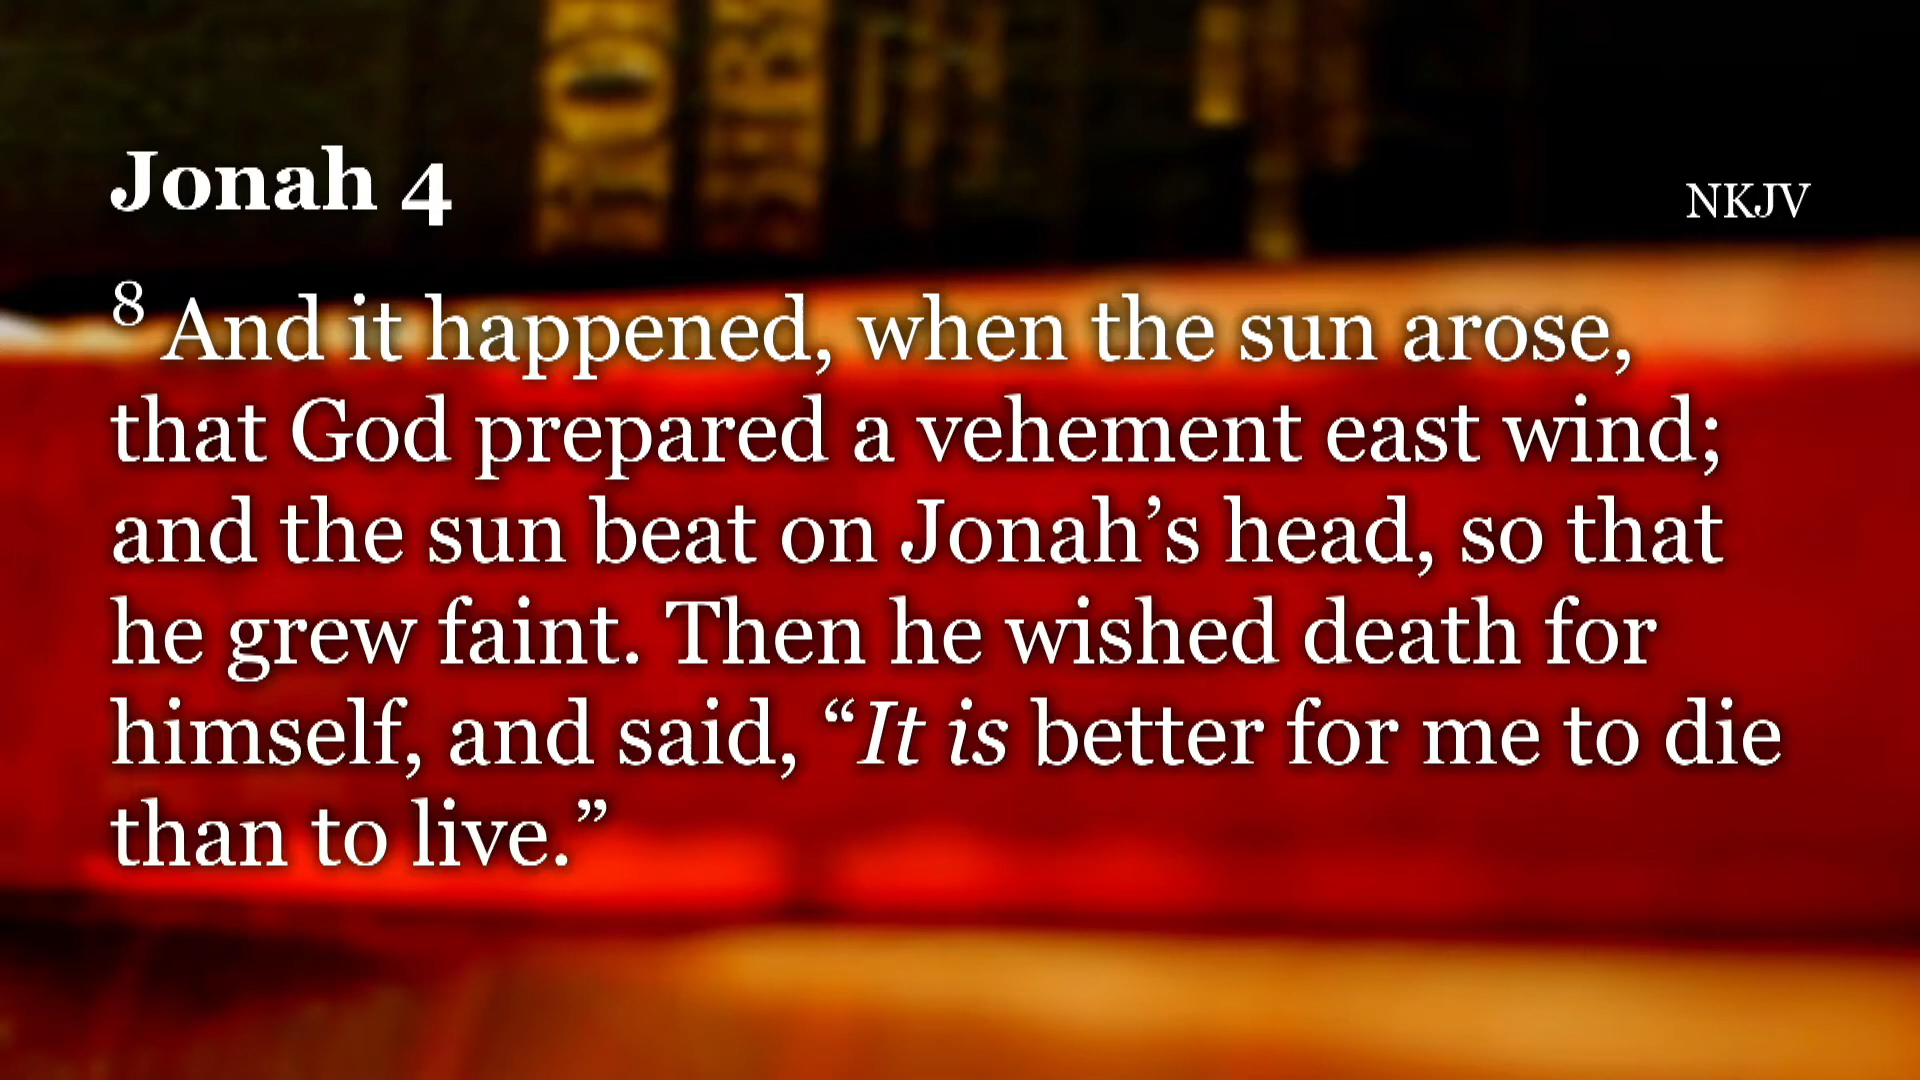 Jonah 4
NKJV
8 And it happened, when the sun arose,
that God prepared a vehement east wind;
and the sun beat on Jonah’s head, so that
he grew faint. Then he wished death for
himself, and said, “It is better for me to die
than to live.”